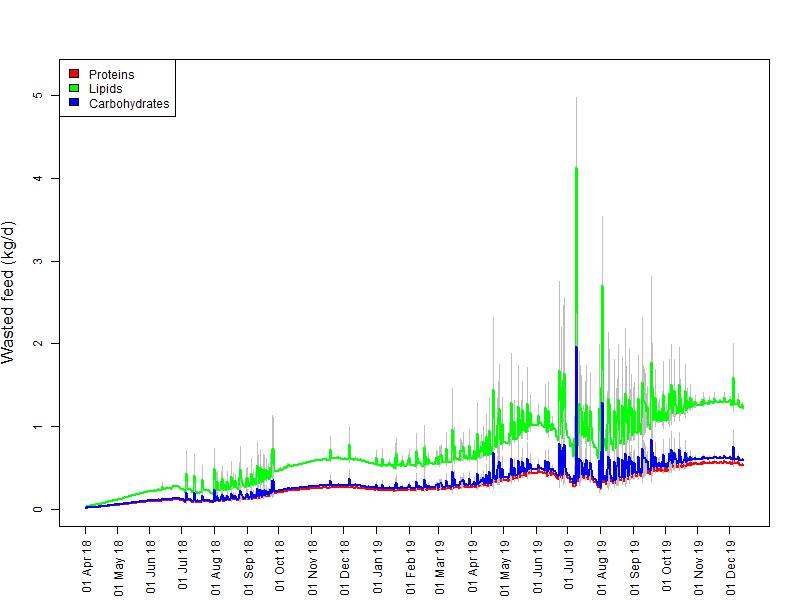 Proteins
Lipids
Carbohydrates
Wasted feed (kg/d)
5
4
3
2
1
0
01 Apr 18
01 May 18
01 Jun 18
01 Jul 18
01 Aug 18
01 Sep 18
01 Oct 18
01 Nov 18
01 Dec 18
01 Jan 19
01 Feb 19
01 Mar 19
01 Apr 19
01 May 19
01 Jun 19
01 Jul 19
01 Aug 19
01 Sep 19
01 Oct 19
01 Nov 19
01 Dec 19